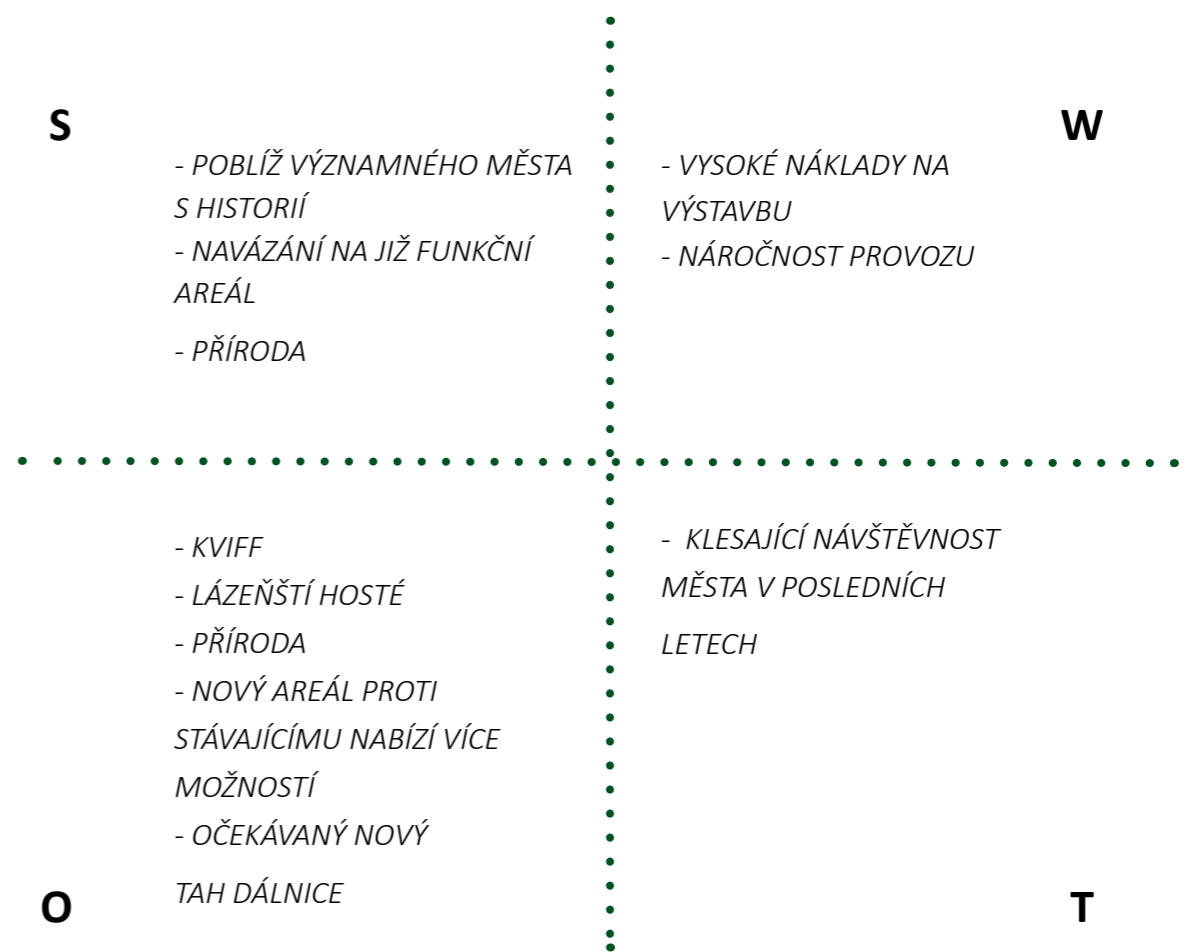 S
- POBLÍŽ VÝZNAMNÉHO MĚSTA
S HISTORIÍ
- NAVÁZÁNÍ NA JIŽ FUNKČNÍ
AREÁL
- PŘÍRODA
W
- VYSOKÉ NÁKLADY NA
VÝSTAVBU
- NÁROČNOST PROVOZU
- KVIFF
- LÁZEŇŠTÍ HOSTÉ
- PŘÍRODA
- NOVÝ AREÁL PROTI
STÁVAJÍCÍMU NABÍZÍ VÍCE
MOŽNOSTÍ
- OČEKÁVANÝ NOVÝ
TAH DÁLNICE
O
- KLESAJÍCÍ NÁVŠTĚVNOST
MĚSTA V POSLEDNÍCH
LETECH
T